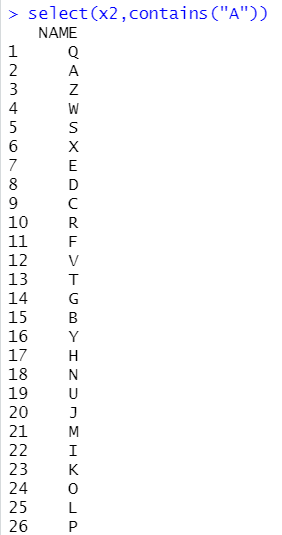 > select(x2,contains("A"))
NAME
1 Q
2 A
3 Z
4 W
5 S
6 X
7 E
8 D
9 C
10 R
11 F
12 V
13 T
14 G
15 B
16 Y
17 H
18 N
19 U
20 J
21 M
22 I
23 K
24 O
25 L
26 P